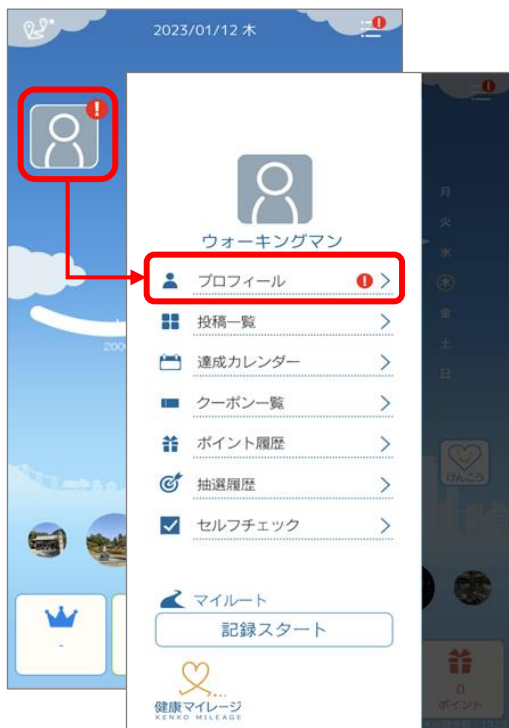 2023/01/12 木
ウォーキングマン
プロフィール
投稿一覧
達成カレンダー
クーポン一覧
ポイント履歴
抽選履歴
セルフチェック
マイルート
記録スタート
健康マイレージ
KENKO MILEAGE
200
-
月
火
水
木
金
土
日
けんこう
0
ポイント